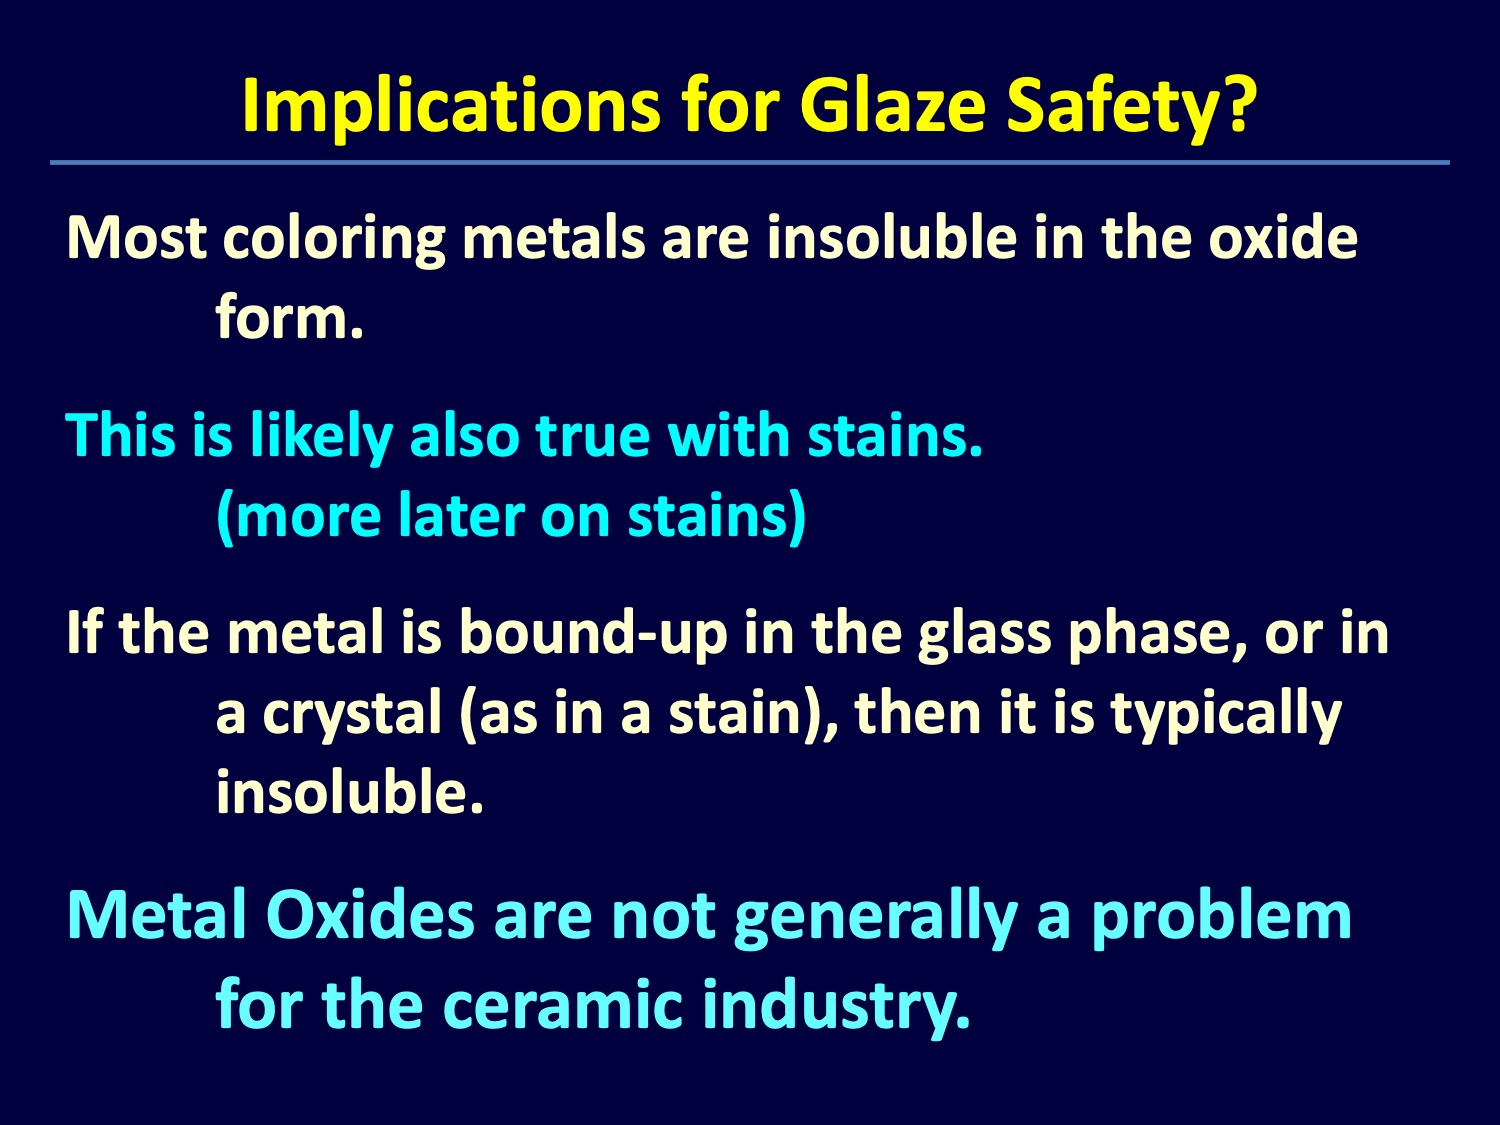 Implications for Glaze Safety?
Most coloring metals are insoluble in the oxide
form.
This is likely also true with stains.
(more later on stains)
If the metal is bound-up in the glass phase, or in
a crystal (as in a stain), then it is typically
insoluble.
Metal Oxides are not generally a problem
for the ceramic industry.